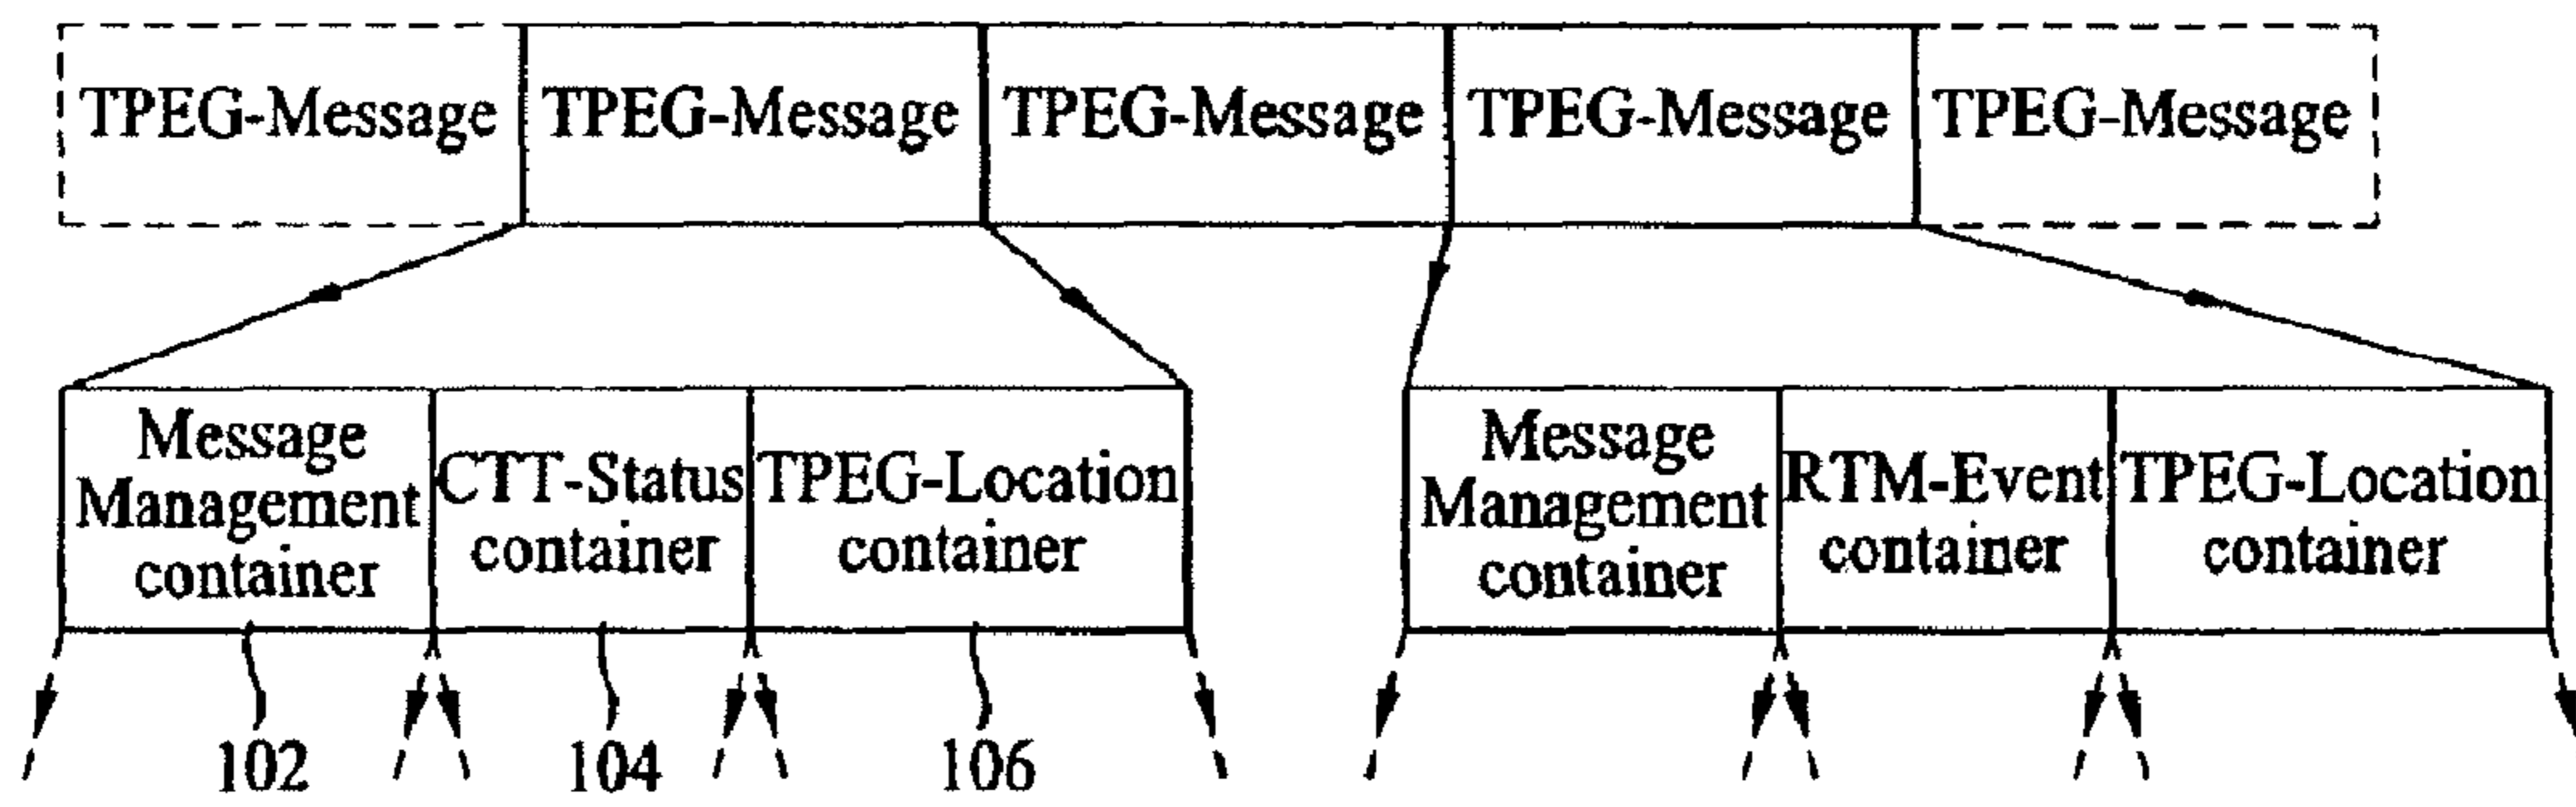 TPEG-Message TPEG-Message TPEG-Message TPEG-Message TPEG-Message
Message
Management
container
CTT-Status
container
TPEG-Location
container
Message
Management
container
RTM-Event
container
TPEG-Location
container
102 104 106